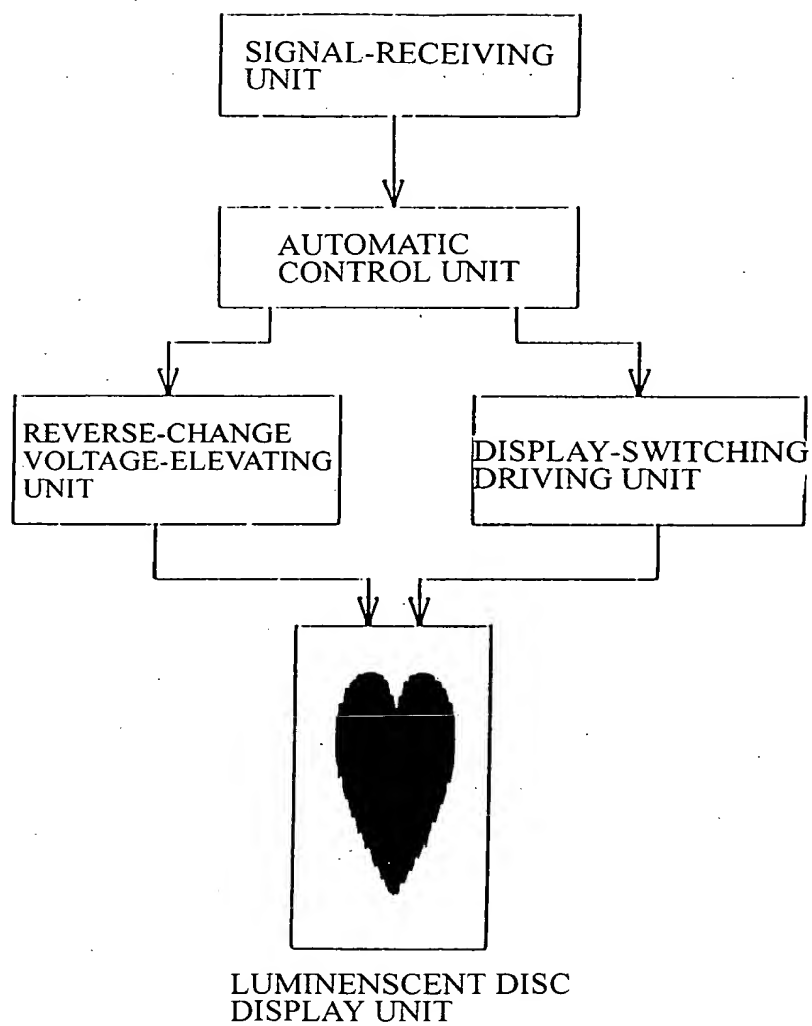 SIGNAL-RECEIVING
UNIT
AUTOMATIC
CONTROL UNIT
REVERSE-CHANGE
VOLTAGE-ELEVATING
UNIT
DISPLAY-SWITCHING
DRIVING UNIT
LUMINENSCENT DISC
DISPLAY UNIT